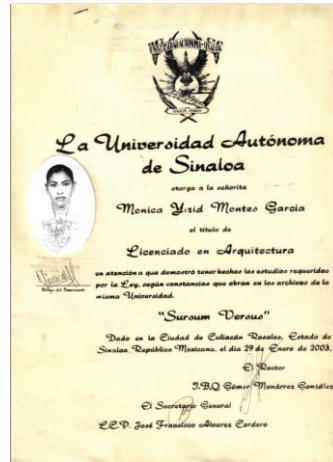 La Universidad Autónoma
de Sinaloa
otorga a la señorita
Monica Yizid Montes Garcia
el título de
Licenciado en Arquitectura
en atención a que demostró tener hechos los estudios requeridos
por la Ley, según constancias que obran en los archivos de la
misma Universidad.
"Sursum Versus"
Dado en la Ciudad de Culiacán Rosales, Estado de
Sinaloa República Mexicana, el día 29 de Enero de 2003.
El Rector
I.B.Q. Gómer Monárrez González
El Secretario General
L.C.P. José Francisco Alvarez Cordero